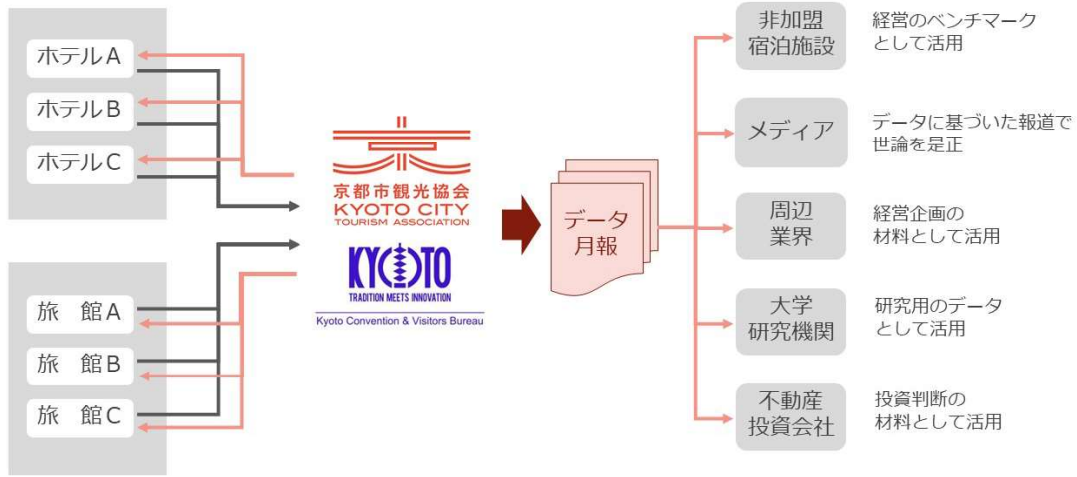 ホテルA
ホテルB
ホテルC
旅　館A
旅　館B
旅　館C
京都市観光協会
KYOTO CITY
TOURISM ASSOCIATION
KYOTO
TRADITION MEETS INNOVATION
Kyoto Convention & Visitors Bureau
データ
月報
非加盟
宿泊施設
経営のベンチマーク
として活用
メディア
データに基づいた報道で
世論を是正
周辺
業界
経営企画の
材料として活用
大学
研究機関
研究用のデータ
として活用
不動産
投資会社
投資判断の
材料として活用